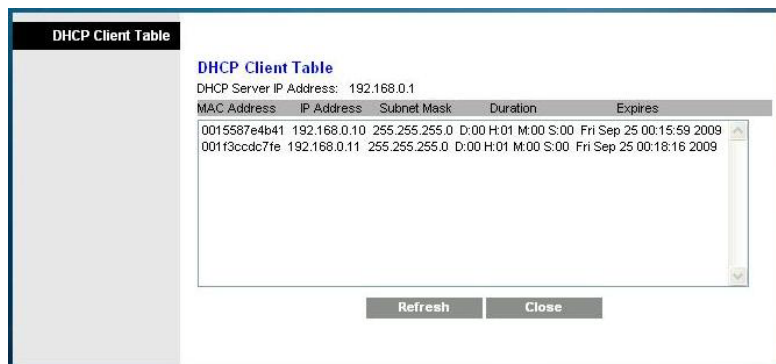 DHCP Client Table
DHCP Client Table
DHCP Server IP Address: 192.168.0.1
MAC Address IP Address Subnet Mask Duration Expires
0015587e4b41 192.168.0.10 255.255.255.0 D:00 H:01 M:00 S:00 Fri Sep 25 00:15:59 2009
001f3ccdc7fe 192.168.0.11 255.255.255.0 D:00 H:01 M:00 S:00 Fri Sep 25 00:18:16 2009
Refresh Close